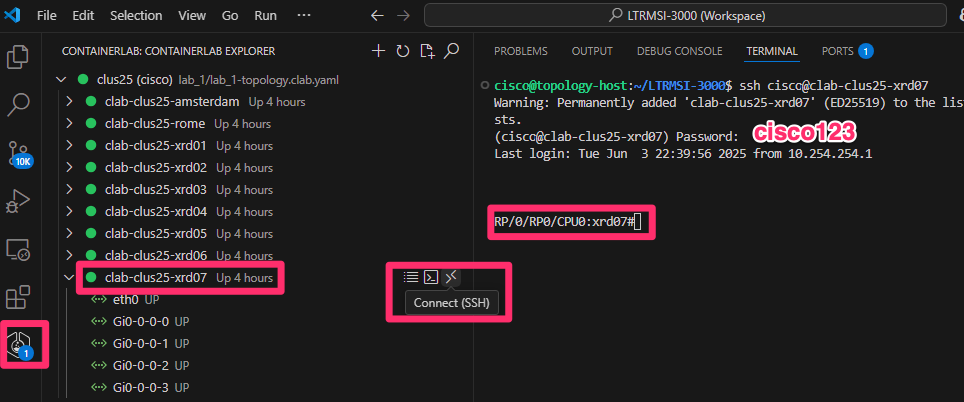 File Edit Selection View Go Run ···
LTRMSI-3000 (Workspace)
CONTAINERLAB: CONTAINERLAB EXPLORER
clus25 (cisco) lab_1/lab_1-topology.clab.yaml
clab-clus25-amsterdam Up 4 hours
clab-clus25-rome Up 4 hours
clab-clus25-xrd01 Up 4 hours
clab-clus25-xrd02 Up 4 hours
clab-clus25-xrd03 Up 4 hours
clab-clus25-xrd04 Up 4 hours
clab-clus25-xrd05 Up 4 hours
clab-clus25-xrd06 Up 4 hours
clab-clus25-xrd07 Up 4 hours
eth0 UP
Gi0-0-0-0 UP
Gi0-0-0-1 UP
Gi0-0-0-2 UP
Gi0-0-0-3 UP
10K
1
Connect (SSH)
PROBLEMS OUTPUT DEBUG CONSOLE TERMINAL PORTS 1
cisco@topology-host:~/LTRMSI-3000$ ssh cisco@clab-clus25-xrd07
Warning: Permanently added 'clab-clus25-xrd07' (ED25519) to the lis
sts.
(cisco@clab-clus25-xrd07) Password: cisco123
Last login: Tue Jun 3 22:39:56 2025 from 10.254.254.1
RP/0/RP0/CPU0:xrd07#